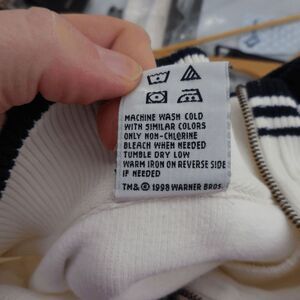 MACHINE WASH COLD
WITH SIMILAR COLORS
ONLY NON-CHLORINE
BLEACH WHEN NEEDED
TUMBLE DRY LOW
WARM IRON ON REVERSE SIDE
IF NEEDED
TM& © 1998 WARNER BROS.